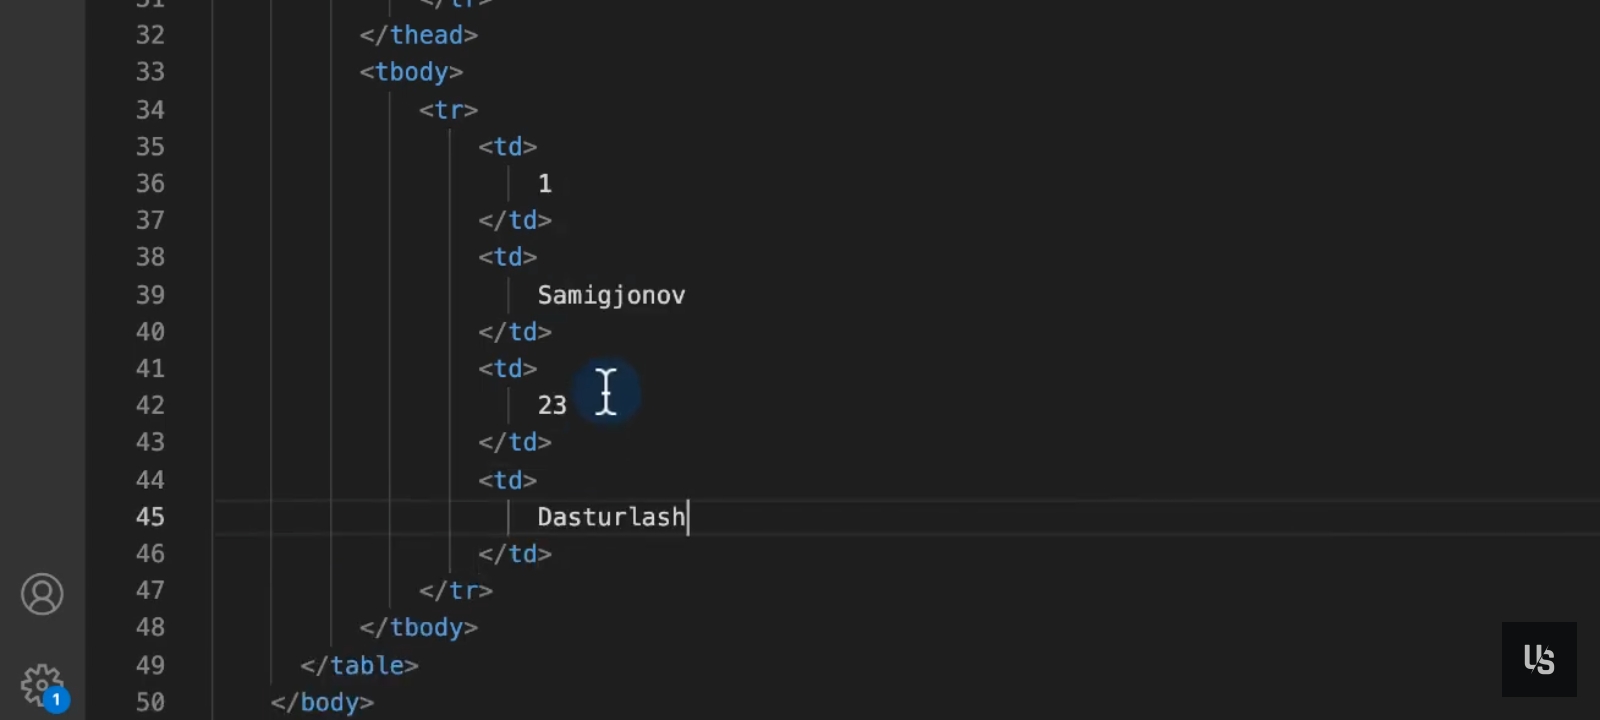 31 </tr>
32 </thead>
33 <tbody>
34 <tr>
35 <td>
36 1
37 </td>
38 <td>
39 Samigjonov
40 </td>
41 <td>
42 23
43 </td>
44 <td>
45 Dasturlash
46 </td>
47 </tr>
48 </tbody>
49 </table>
50 </body>
1
US